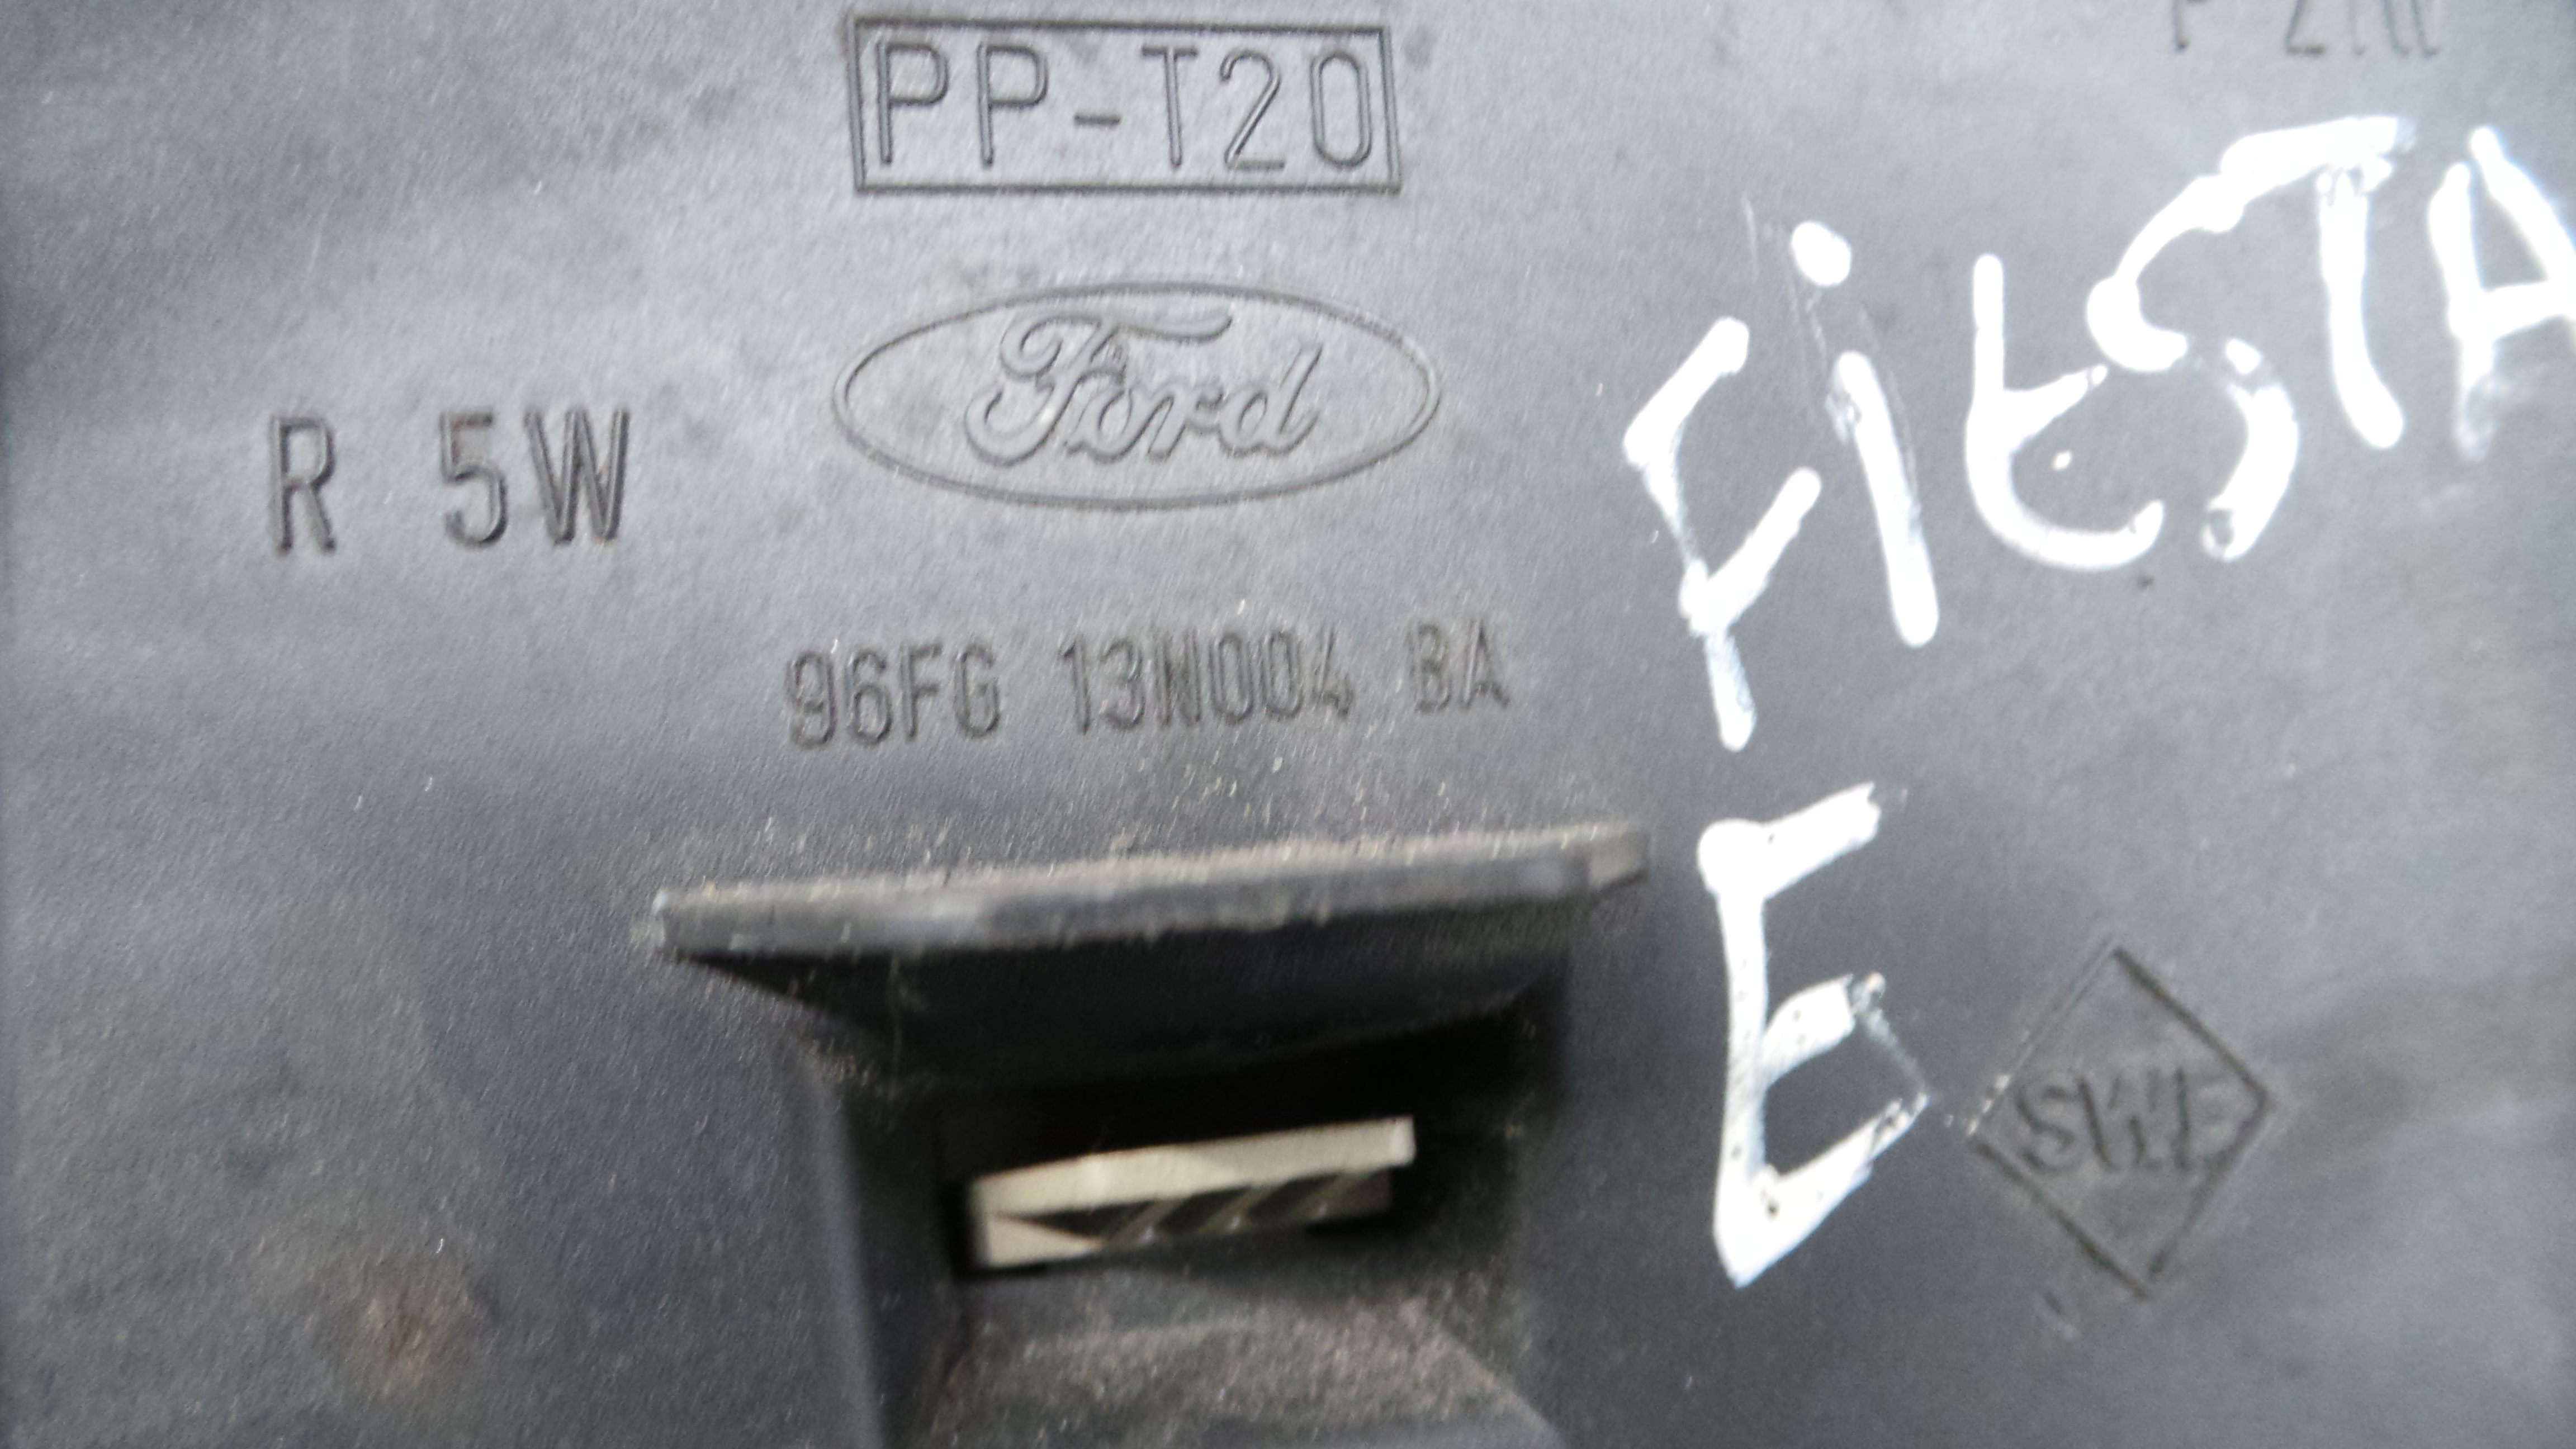 PP-T20
Ford
R 5W
FiESTA
96FG 13N004 BA
E
SWF